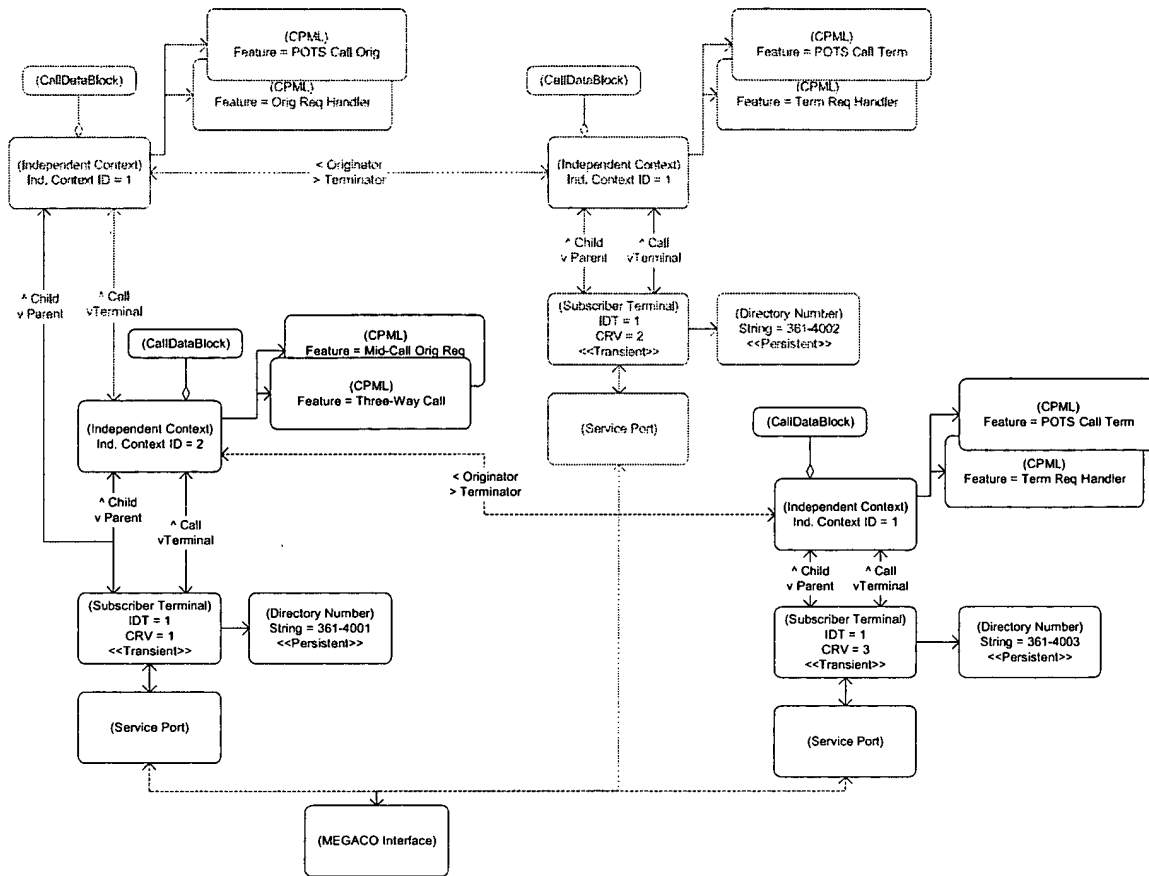 (CPML)
Feature = POTS Call Orig
(CPML)
Feature = Orig Req Handler
(CallDataBlock)
(Independent Context)
Ind. Context ID = 1
(CPML)
Feature = POTS Call Term
(CPML)
Feature = Term Req Handler
(CallDataBlock)
(Independent Context)
Ind. Context ID = 1
< Originator
> Terminator
^ Child
v Parent
^ Call
vTerminal
^ Child
v Parent
^ Call
vTerminal
(Subscriber Terminal)
IDT = 1
CRV = 2
<<Transient>>
(Directory Number)
String = 361-4002
<<Persistent>>
(Service Port)
(CallDataBlock)
(CPML)
Feature = Mid-Call Orig Req
(CPML)
Feature = Three-Way Call
(Independent Context)
Ind. Context ID = 2
< Originator
> Terminator
(CallDataBlock)
(CPML)
Feature = POTS Call Term
(CPML)
Feature = Term Req Handler
(Independent Context)
Ind. Context ID = 1
^ Child
v Parent
^ Call
vTerminal
^ Child
v Parent
^ Call
vTerminal
(Subscriber Terminal)
IDT = 1
CRV = 1
<<Transient>>
(Directory Number)
String = 361-4001
<<Persistent>>
(Subscriber Terminal)
IDT = 1
CRV = 3
<<Transient>>
(Directory Number)
String = 361-4003
<<Persistent>>
(Service Port)
(Service Port)
(MEGACO Interface)